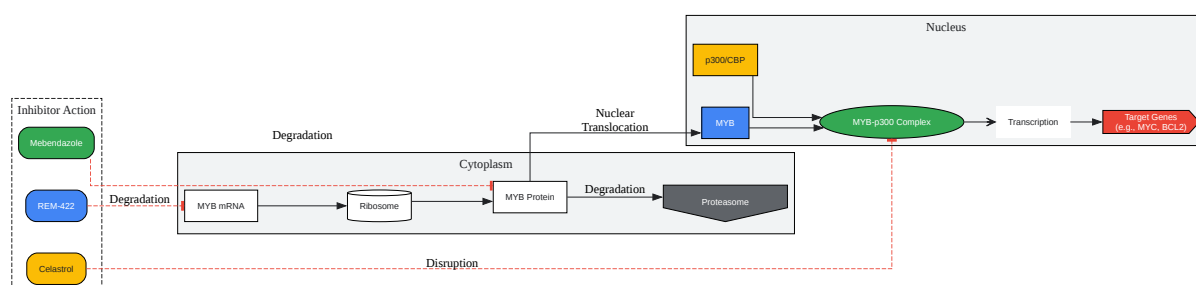 Nucleus
p300/CBP
Inhibitor Action
Nuclear
Translocation
MYB
MYB-p300 Complex
Transcription
Target Genes
(e.g., MYC, BCL2)
Mebendazole
Degradation
Cytoplasm
REM-422
Degradation
MYB mRNA
Ribosome
MYB Protein
Degradation
Proteasome
Celastrol
Disruption